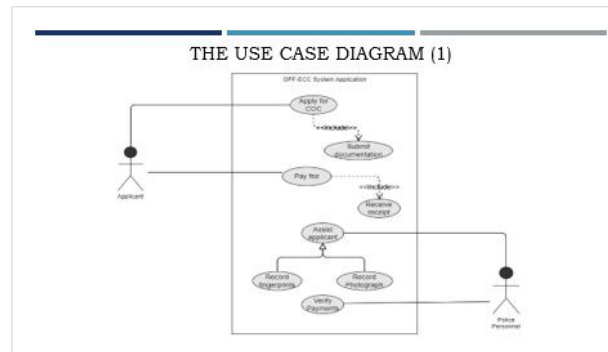 THE USE CASE DIAGRAM (1)
GPF-ECC System Application
Apply for
COC
<<include>>
Submit
documentation
Applicant
Pay fee
<<include>>
Receive
receipt
Assist
applicant
Record
fingerprints
Record
Photograph
Verify
Payments
Police
Personnel